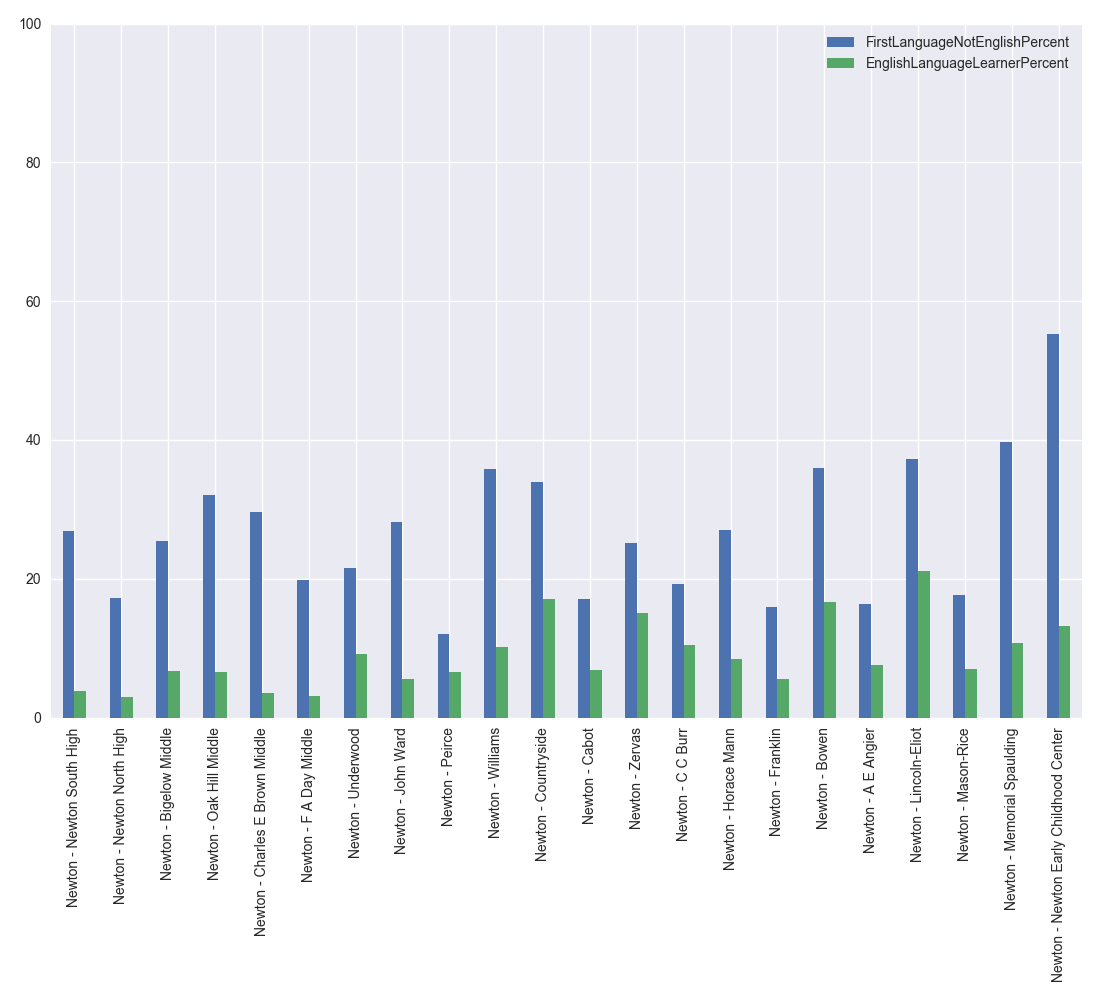 100
80
60
40
20
0
FirstLanguageNotEnglishPercent
EnglishLanguageLearnerPercent
Newton - Newton South High
Newton - Newton North High
Newton - Bigelow Middle
Newton - Oak Hill Middle
Newton - Charles E Brown Middle
Newton - F A Day Middle
Newton - Underwood
Newton - John Ward
Newton - Peirce
Newton - Williams
Newton - Countryside
Newton - Cabot
Newton - Zervas
Newton - C C Burr
Newton - Horace Mann
Newton - Franklin
Newton - Bowen
Newton - A E Angier
Newton - Lincoln-Eliot
Newton - Mason-Rice
Newton - Memorial Spaulding
Newton - Newton Early Childhood Center